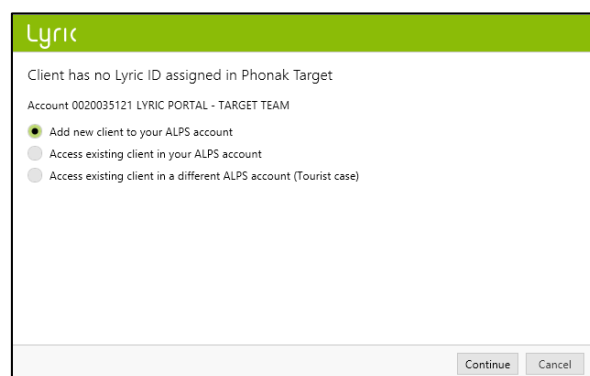 Lyric
Client has no Lyric ID assigned in Phonak Target
Account 0020035121 LYRIC PORTAL - TARGET TEAM
Add new client to your ALPS account
Access existing client in your ALPS account
Access existing client in a different ALPS account (Tourist case)
Continue Cancel